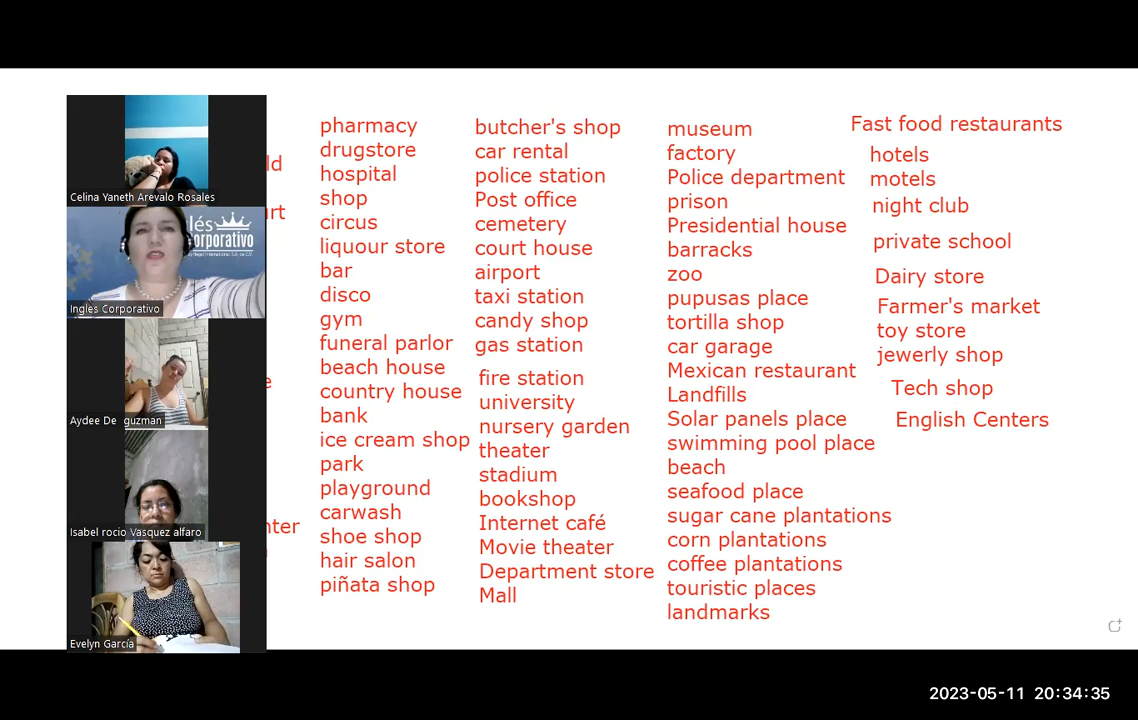 Celina Yaneth Arevalo Rosales
lés
orporativo
Ingles Corporativo
Aydee De guzman
Isabel rocio Vasquez alfaro
Evelyn García
ld
urt
e
nter
pharmacy
drugstore
hospital
shop
circus
liquour store
bar
disco
gym
funeral parlor
beach house
country house
bank
ice cream shop
park
playground
carwash
shoe shop
hair salon
piñata shop
butcher's shop
car rental
police station
Post office
cemetery
court house
airport
taxi station
candy shop
gas station
fire station
university
nursery garden
theater
stadium
bookshop
Internet café
Movie theater
Department store
Mall
museum
factory
Police department
prison
Presidential house
barracks
zoo
pupusas place
tortilla shop
car garage
Mexican restaurant
Landfills
Solar panels place
swimming pool place
beach
seafood place
sugar cane plantations
corn plantations
coffee plantations
touristic places
landmarks
Fast food restaurants
hotels
motels
night club
private school
Dairy store
Farmer's market
toy store
jewerly shop
Tech shop
English Centers
2023-05-11 20:34:35